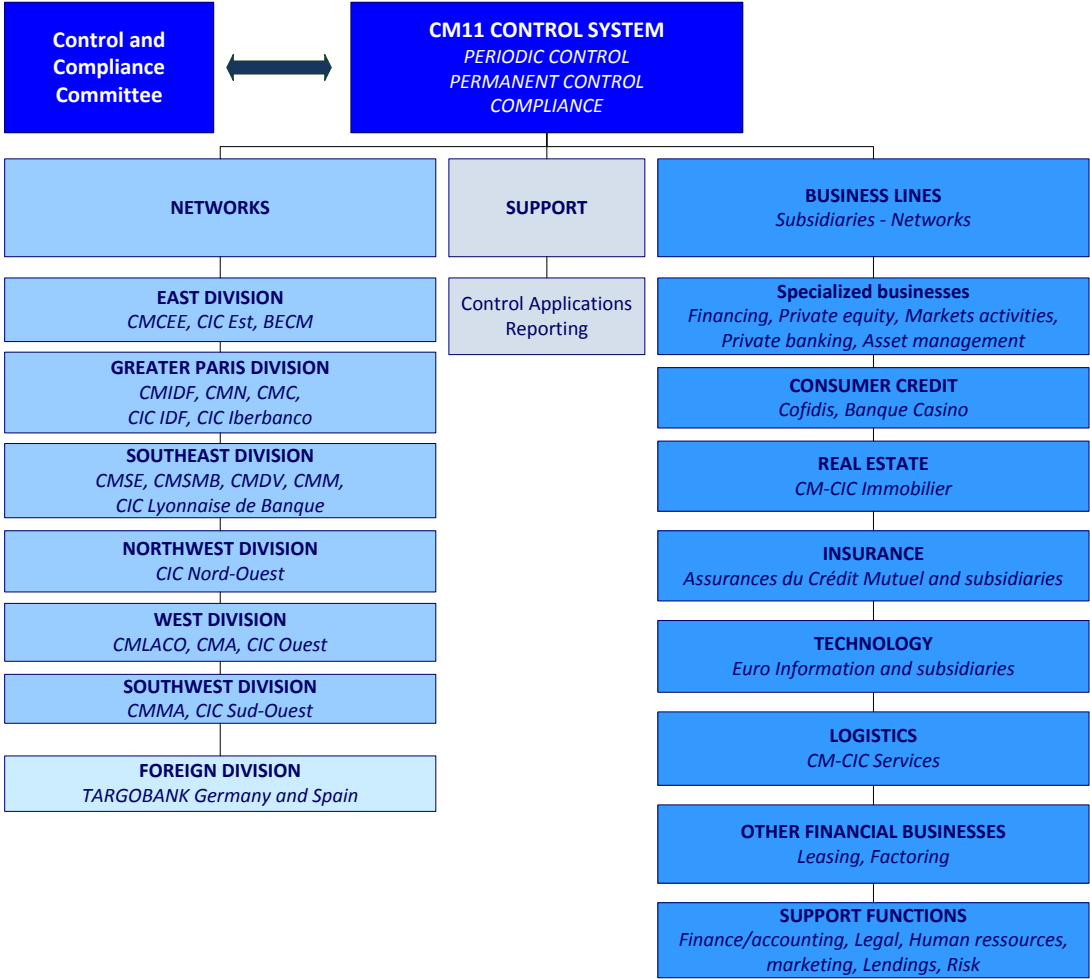 Control and
Compliance
Committee
CM11 CONTROL SYSTEM
PERIODIC CONTROL
PERMANENT CONTROL
COMPLIANCE
NETWORKS
EAST DIVISION
CMCEE, CIC Est, BECM
GREATER PARIS DIVISION
CMIDF, CMN, CMC,
CIC IDF, CIC Iberbanco
SOUTHEAST DIVISION
CMSE, CMSMB, CMDV, CMM,
CIC Lyonnaise de Banque
NORTHWEST DIVISION
CIC Nord-Ouest
WEST DIVISION
CMLACO, CMA, CIC Ouest
SOUTHWEST DIVISION
CMMA, CIC Sud-Ouest
FOREIGN DIVISION
TARGOBANK Germany and Spain
SUPPORT
Control Applications
Reporting
BUSINESS LINES
Subsidiaries - Networks
Specialized businesses
Financing, Private equity, Markets activities,
Private banking, Asset management
CONSUMER CREDIT
Cofidis, Banque Casino
REAL ESTATE
CM-CIC Immobilier
INSURANCE
Assurances du Crédit Mutuel and subsidiaries
TECHNOLOGY
Euro Information and subsidiaries
LOGISTICS
CM-CIC Services
OTHER FINANCIAL BUSINESSES
Leasing, Factoring
SUPPORT FUNCTIONS
Finance/accounting, Legal, Human ressources,
marketing, Lendings, Risk